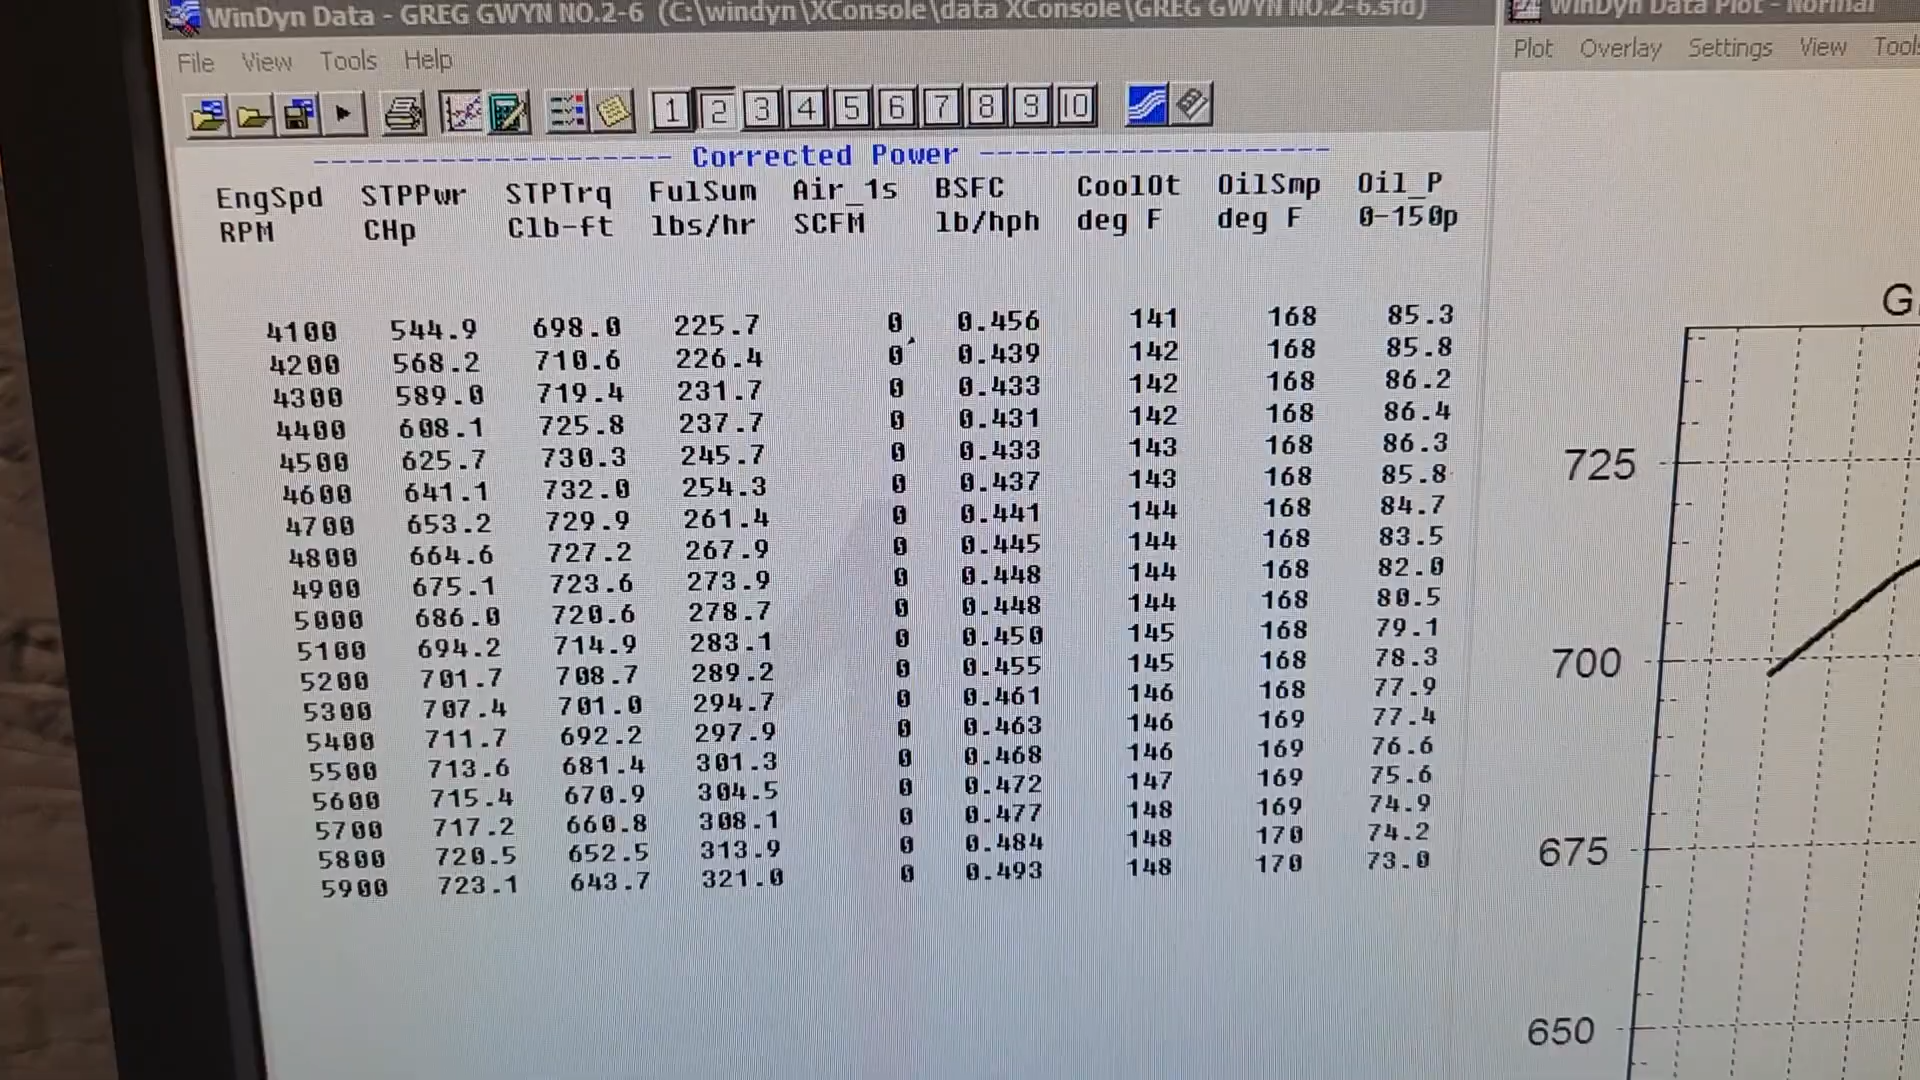 WinDyn Data - GREG GWYN NO.2-6 (C:\windyn\XConsole\data XConsole\GREG GWYN NO.2-6.sfd)
File View Tools Help
1 2 3 4 5 6 7 8 9 10
Corrected Power
EngSpd STPPwr STPTrq FulSum Air_1s BSFC CoolOt OilSmp Oil_P
RPM CHp Clb-ft lbs/hr SCFM lb/hph deg F deg F 0-150p
4100 544.9 698.0 225.7 0 0.456 141 168 85.3
4200 568.2 710.6 226.4 0 0.439 142 168 85.8
4300 589.0 719.4 231.7 0 0.433 142 168 86.2
4400 608.1 725.8 237.7 0 0.431 142 168 86.4
4500 625.7 730.3 245.7 0 0.433 143 168 86.3
4600 641.1 732.0 254.3 0 0.437 143 168 85.8
4700 653.2 729.9 261.4 0 0.441 144 168 84.7
4800 664.6 727.2 267.9 0 0.445 144 168 83.5
4900 675.1 723.6 273.9 0 0.448 144 168 82.0
5000 686.0 720.6 278.7 0 0.448 144 168 80.5
5100 694.2 714.9 283.1 0 0.450 145 168 79.1
5200 701.7 708.7 289.2 0 0.455 145 168 78.3
5300 707.4 701.0 294.7 0 0.461 146 168 77.9
5400 711.7 692.2 297.9 0 0.463 146 169 77.4
5500 713.6 681.4 301.3 0 0.468 146 169 76.6
5600 715.4 670.9 304.5 0 0.472 147 169 75.6
5700 717.2 660.8 308.1 0 0.477 148 169 74.9
5800 720.5 652.5 313.9 0 0.484 148 170 74.2
5900 723.1 643.7 321.0 0 0.493 148 170 73.0
WinDyn Data Plot - Normal
Plot Overlay Settings View Tools
G
725
700
675
650